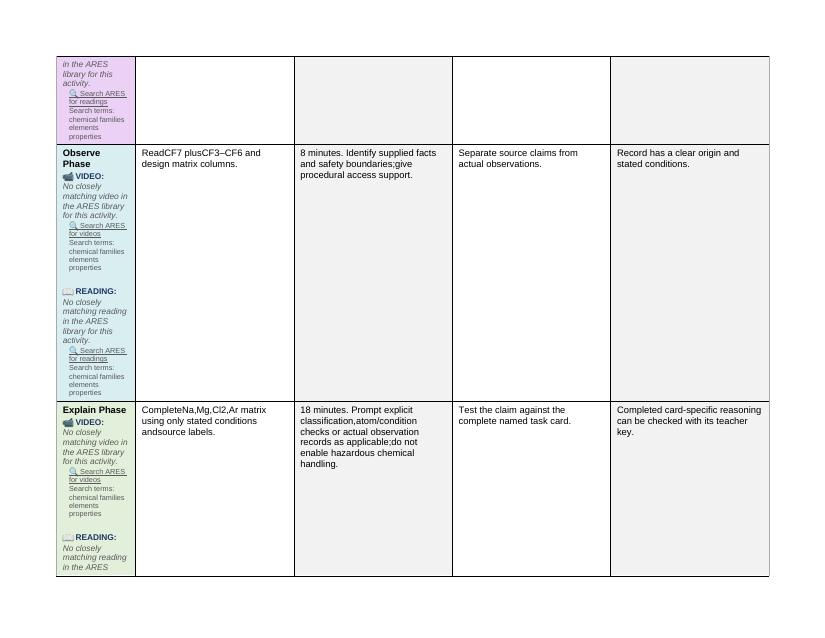 in the ARES
library for this
activity.
🔍 Search ARES
for readings
Search terms:
chemical families
elements
properties
Observe
Phase
📹 VIDEO:
No closely
matching video in
the ARES library
for this activity.
🔍 Search ARES
for videos
Search terms:
chemical families
elements
properties
📖 READING:
No closely
matching reading
in the ARES
library for this
activity.
🔍 Search ARES
for readings
Search terms:
chemical families
elements
properties
ReadCF7 plusCF3–CF6 and
design matrix columns.
8 minutes. Identify supplied facts
and safety boundaries;give
procedural access support.
Separate source claims from
actual observations.
Record has a clear origin and
stated conditions.
Explain Phase
📹 VIDEO:
No closely
matching video in
the ARES library
for this activity.
🔍 Search ARES
for videos
Search terms:
chemical families
elements
properties
📖 READING:
No closely
matching reading
in the ARES
CompleteNa,Mg,Cl2,Ar matrix
using only stated conditions
andsource labels.
18 minutes. Prompt explicit
classification,atom/condition
checks or actual observation
records as applicable;do not
enable hazardous chemical
handling.
Test the claim against the
complete named task card.
Completed card-specific reasoning
can be checked with its teacher
key.